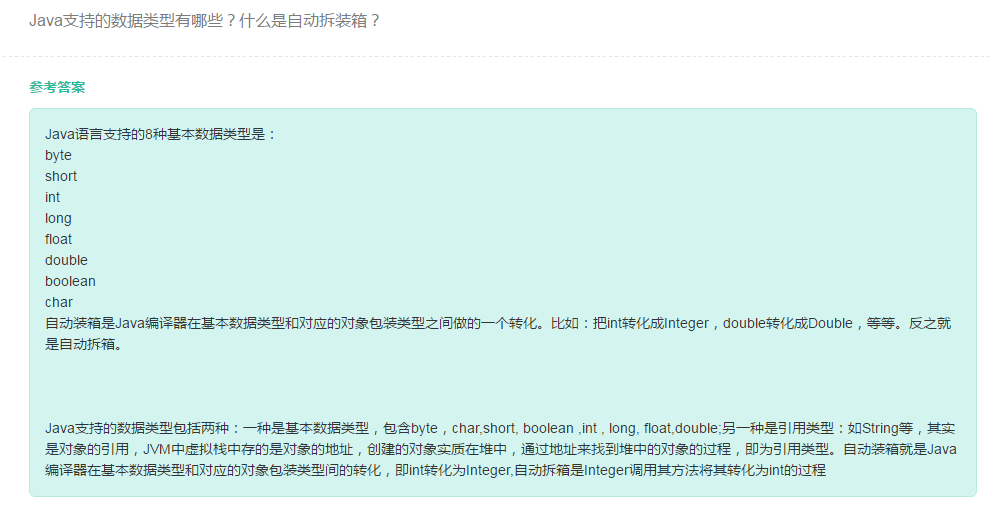 Java支持的数据类型有哪些？什么是自动拆装箱？
参考答案
Java语言支持的8种基本数据类型是：
byte
short
int
long
float
double
boolean
char
自动装箱是Java编译器在基本数据类型和对应的对象包装类型之间做的一个转化。比如：把int转化成Integer，double转化成Double，等等。反之就
是自动拆箱。
Java支持的数据类型包括两种：一种是基本数据类型，包含byte，char,short, boolean ,int , long, float,double;另一种是引用类型：如String等，其实
是对象的引用，JVM中虚拟栈中存的是对象的地址，创建的对象实质在堆中，通过地址来找到堆中的对象的过程，即为引用类型。自动装箱就是Java
编译器在基本数据类型和对应的对象包装类型间的转化，即int转化为Integer,自动拆箱是Integer调用其方法将其转化为int的过程